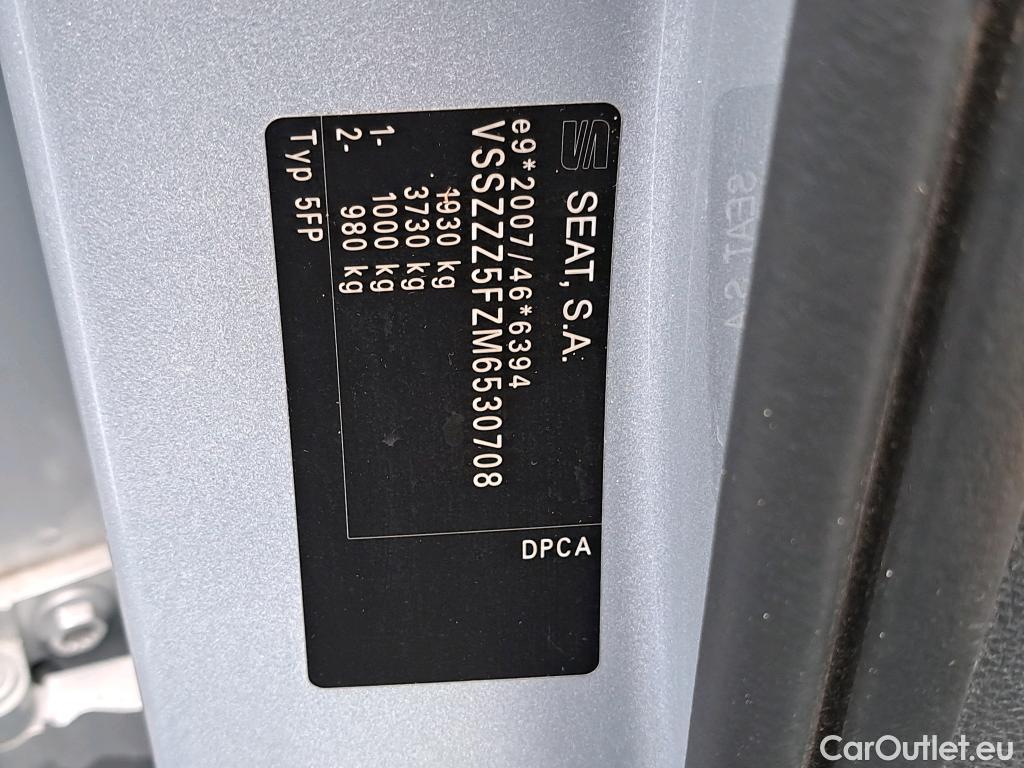 SEAT, S.A.
e9*2007/46*6394
VSSZZZ5FZM6530708
1930 kg
3730 kg
1- 1000 kg
2- 980 kg
Typ 5FP
DPCA
SEAT, S.A
CarOutlet.eu